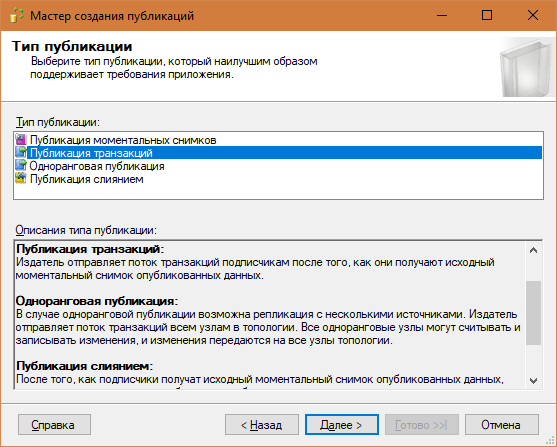 Мастер создания публикаций
Тип публикации
Выберите тип публикации, который наилучшим образом
поддерживает требования приложения.
Тип публикации:
Публикация моментальных снимков
Публикация транзакций
Одноранговая публикация
Публикация слиянием
Описания типа публикации:
Публикация транзакций:
Издатель отправляет поток транзакций подписчикам после того, как они получают исходный
моментальный снимок опубликованных данных.
Одноранговая публикация:
В случае одноранговой публикации возможна репликация с несколькими источниками. Издатель
отправляет поток транзакций всем узлам в топологии. Все одноранговые узлы могут считывать и
записывать изменения, и изменения передаются на все узлы топологии.
Публикация слиянием:
После того, как подписчики получат исходный моментальный снимок опубликованных данных,
Справка
< Назад
Далее >
Готово >>|
Отмена